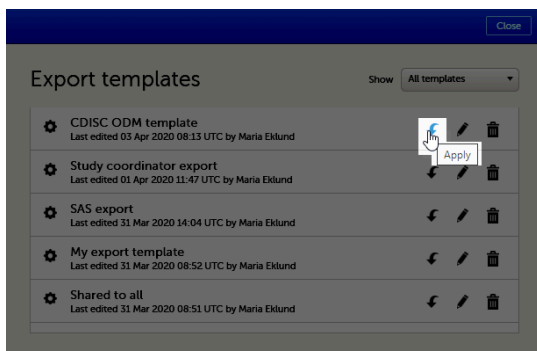 Close
Export templates
Show All templates
CDISC ODM template
Last edited 03 Apr 2020 08:13 UTC by Maria Eklund
Apply
Study coordinator export
Last edited 01 Apr 2020 11:47 UTC by Maria Eklund
SAS export
Last edited 31 Mar 2020 14:04 UTC by Maria Eklund
My export template
Last edited 31 Mar 2020 08:52 UTC by Maria Eklund
Shared to all
Last edited 31 Mar 2020 08:51 UTC by Maria Eklund